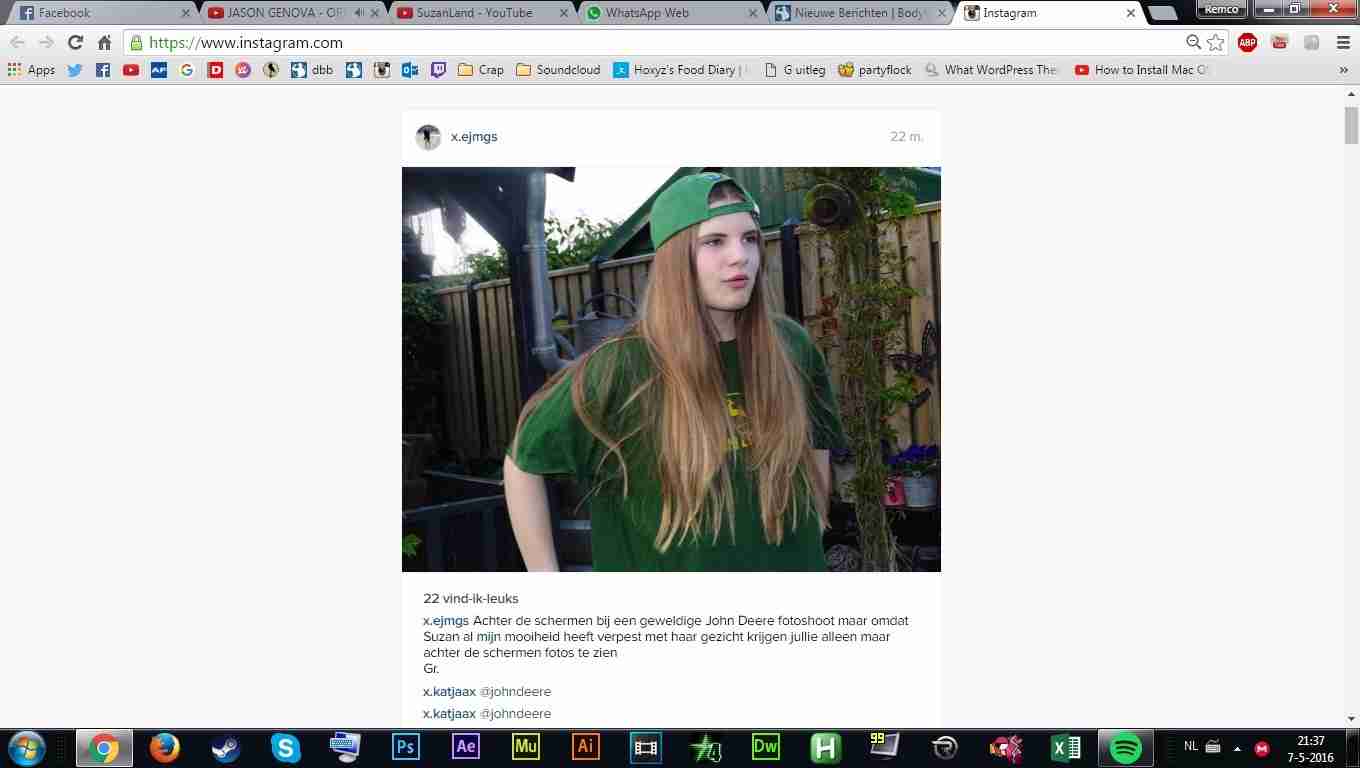 Facebook
JASON GENOVA - OF
SuzanLand - YouTube
WhatsApp Web
Nieuwe Berichten | Body
Instagram
Remco
https://www.instagram.com
ABP
Apps
AF
G
D
dbb
Crap
Soundcloud
Hoxyz's Food Diary |
G uitleg
partyflock
What WordPress The
How to Install Mac O
»
x.ejmgs
22 m.
22 vind-ik-leuks
x.ejmgs Achter de schermen bij een geweldige John Deere fotoshoot maar omdat
Suzan al mijn mooiheid heeft verpest met haar gezicht krijgen jullie alleen maar
achter de schermen fotos te zien
Gr.
x.katjaax @johndeere
x.katjaax @johndeere
Ps
Ae
Mu
Ai
4
Dw
H
99
X
NL
21:37
7-5-2016